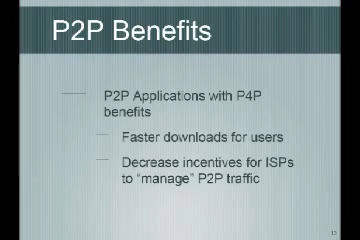 P2P Benefits
P2P Applications with P4P
benefits
Faster downloads for users
Decrease incentives for ISPs
to "manage" P2P traffic